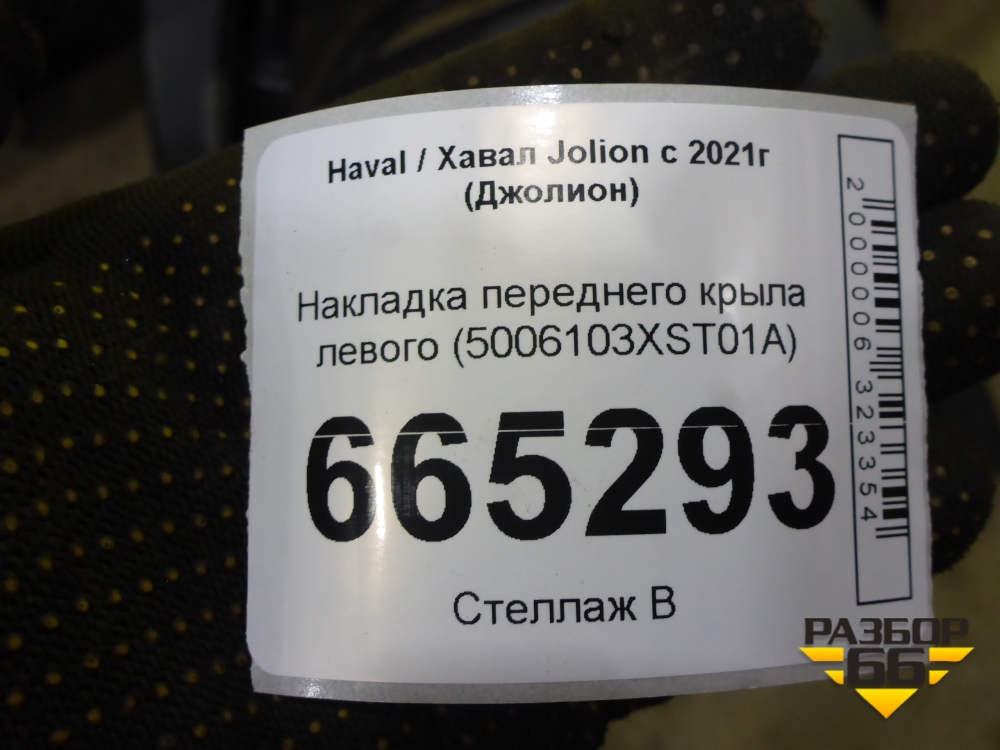 Haval / Хавал Jolion с 2021г
(Джолион)
Накладка переднего крыла
левого (5006103XST01A)
665293
Стеллаж В
2000006323354
РАЗБОР
66